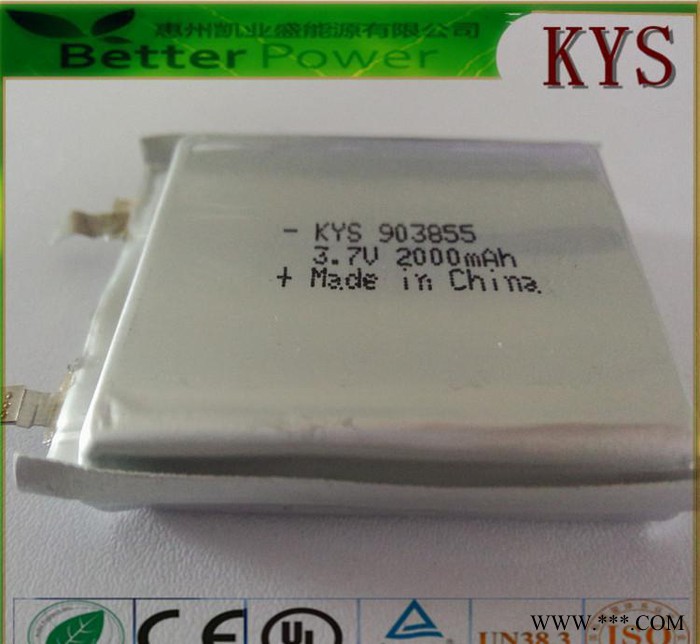 惠州凯业盛能源有限公司
Better Power
KYS
- KYS 903855
3.7V 2000mAh
+ Made in China
CE
UL
UN38.3
ISO
www.***.com